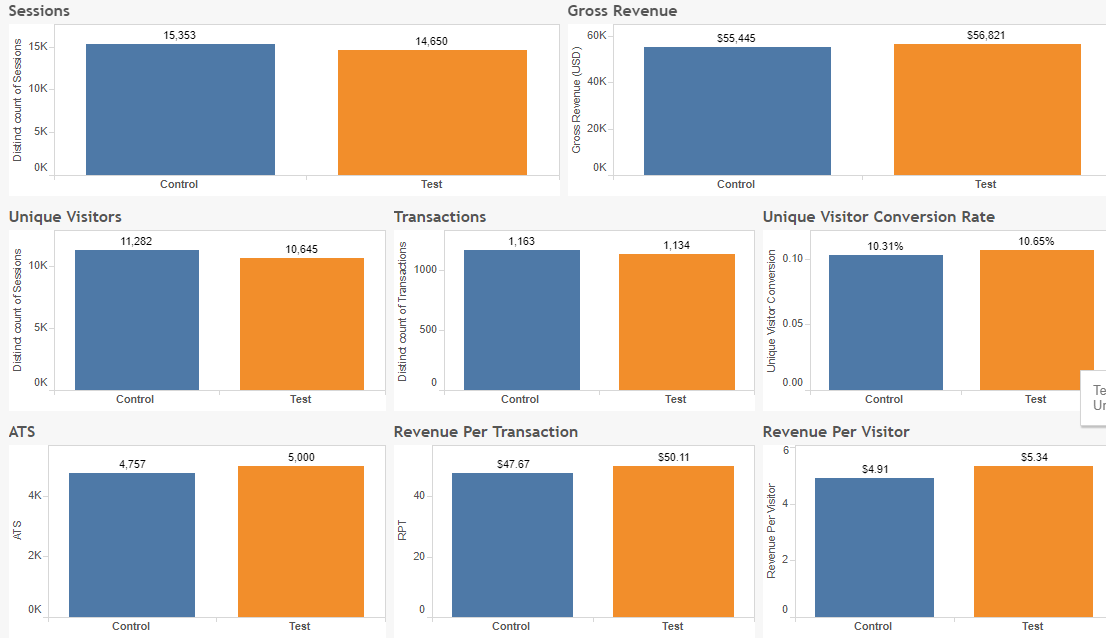 Sessions
Distinct count of Sessions
15K
10K
5K
0K
15,353
14,650
Control
Test
Gross Revenue
Gross Revenue (USD)
60K
40K
20K
0K
$55,445
$56,821
Control
Test
Unique Visitors
Distinct count of Sessions
10K
5K
0K
11,282
10,645
Control
Test
Transactions
Distinct count of Transactions
1000
500
0
1,163
1,134
Control
Test
Unique Visitor Conversion Rate
Unique Visitor Conversion
0.10
0.05
0.00
10.31%
10.65%
Control
Test
Te
Ur
ATS
ATS
4K
2K
0K
4,757
5,000
Control
Test
Revenue Per Transaction
RPT
40
20
0
$47.67
$50.11
Control
Test
Revenue Per Visitor
Revenue Per Visitor
6
4
2
0
$4.91
$5.34
Control
Test